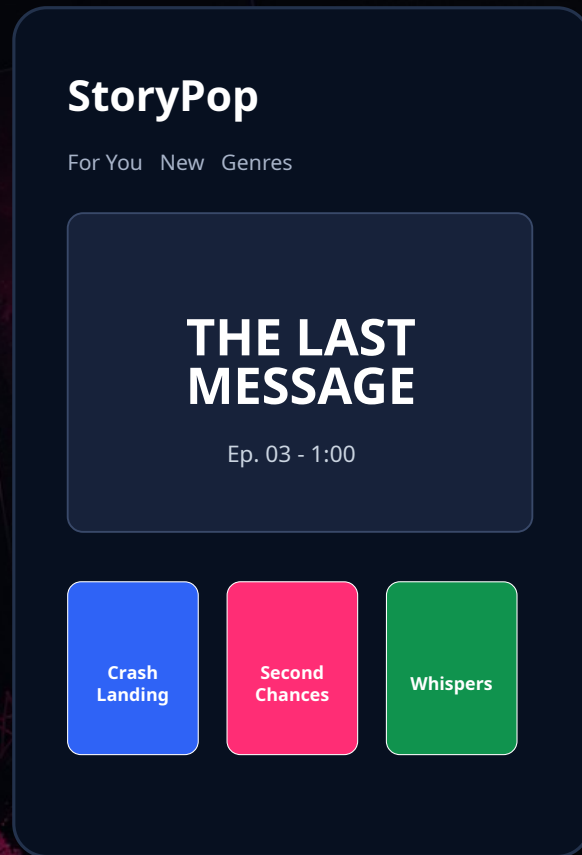 StoryPop
For You New Genres
THE LAST
MESSAGE
Ep. 03 - 1:00
Crash
Landing
Second
Chances
Whispers